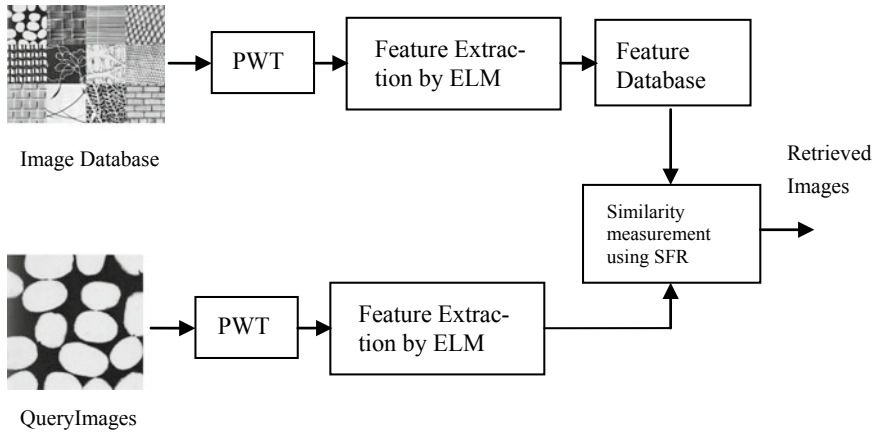 PWT
Feature Extrac-
tion by ELM
Feature
Database
Image Database
Retrieved
Images
Similarity
measurement
using SFR
PWT
Feature Extrac-
tion by ELM
QueryImages